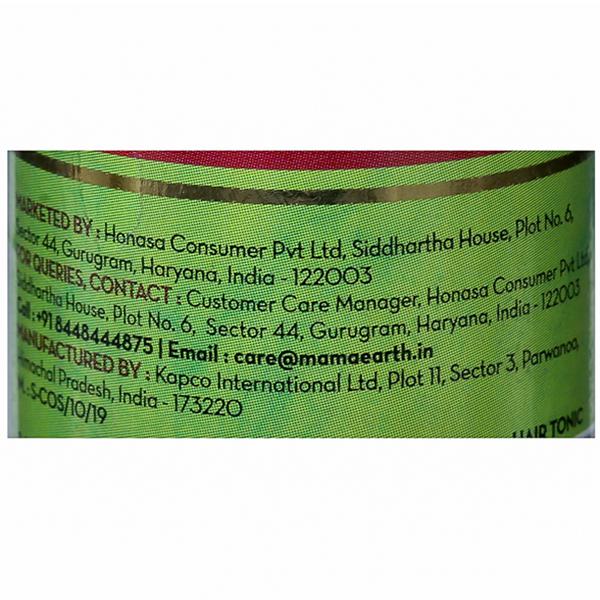 MARKETED BY : Honasa Consumer Pvt Ltd, Siddhartha House, Plot No. 6,
Sector 44, Gurugram, Haryana, India - 122003
FOR QUERIES, CONTACT : Customer Care Manager, Honasa Consumer Pvt Ltd,
Siddhartha House, Plot No. 6, Sector 44, Gurugram, Haryana, India - 122003
Call : +91 8448444875 | Email : care@mamaearth.in
MANUFACTURED BY : Kapco International Ltd, Plot 11, Sector 3, Parwanoo,
Himachal Pradesh, India - 173220
M. : S-COS/10/19
HAIR TONIC